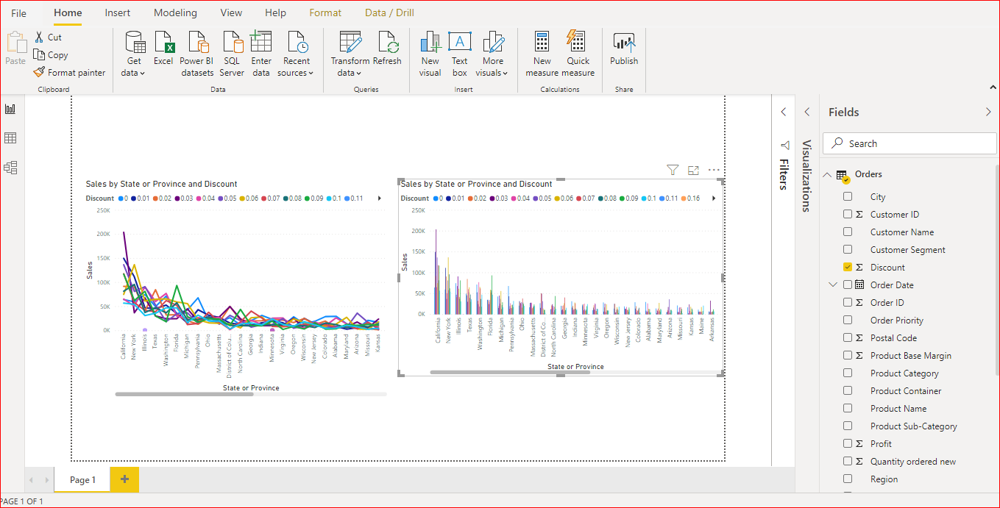 File Home Insert Modeling View Help Format Data / Drill
Paste
Cut
Copy
Format painter
Clipboard
Get data
Excel
Power BI datasets
SQL Server
Enter data
Recent sources
Data
Transform data
Refresh
Queries
New visual
Text box
More visuals
Insert
New measure
Quick measure
Calculations
Publish
Share
Sales by State or Province and Discount
Discount 0 0.01 0.02 0.03 0.04 0.05 0.06 0.07 0.08 0.09 0.1 0.11
250K
200K
150K
100K
50K
0K
Sales
California
New York
Illinois
Texas
Washington
Florida
Michigan
Pennsylvania
Ohio
Massachusetts
District of Colu...
North Carolina
Georgia
Indiana
Minnesota
Virginia
Oregon
Wisconsin
New Jersey
Colorado
Alabama
Maryland
Arizona
Missouri
Kansas
State or Province
Sales by State or Province and Discount
Discount 0 0.01 0.02 0.03 0.04 0.05 0.06 0.07 0.08 0.09 0.1 0.11 0.16
250K
200K
150K
100K
50K
0K
Sales
California
New York
Illinois
Texas
Washington
Florida
Michigan
Pennsylvania
Ohio
Massachusetts
District of Co...
North Carolina
Georgia
Indiana
Minnesota
Virginia
Oregon
Wisconsin
New Jersey
Colorado
Alabama
Maryland
Arizona
Missouri
Kansas
Maine
Arkansas
State or Province
Filters
Visualizations
Fields
Search
Orders
City
Σ Customer ID
Customer Name
Customer Segment
Σ Discount
Order Date
Σ Order ID
Order Priority
Σ Postal Code
Σ Product Base Margin
Product Category
Product Container
Product Name
Product Sub-Category
Σ Profit
Σ Quantity ordered new
Region
Page 1
PAGE 1 OF 1